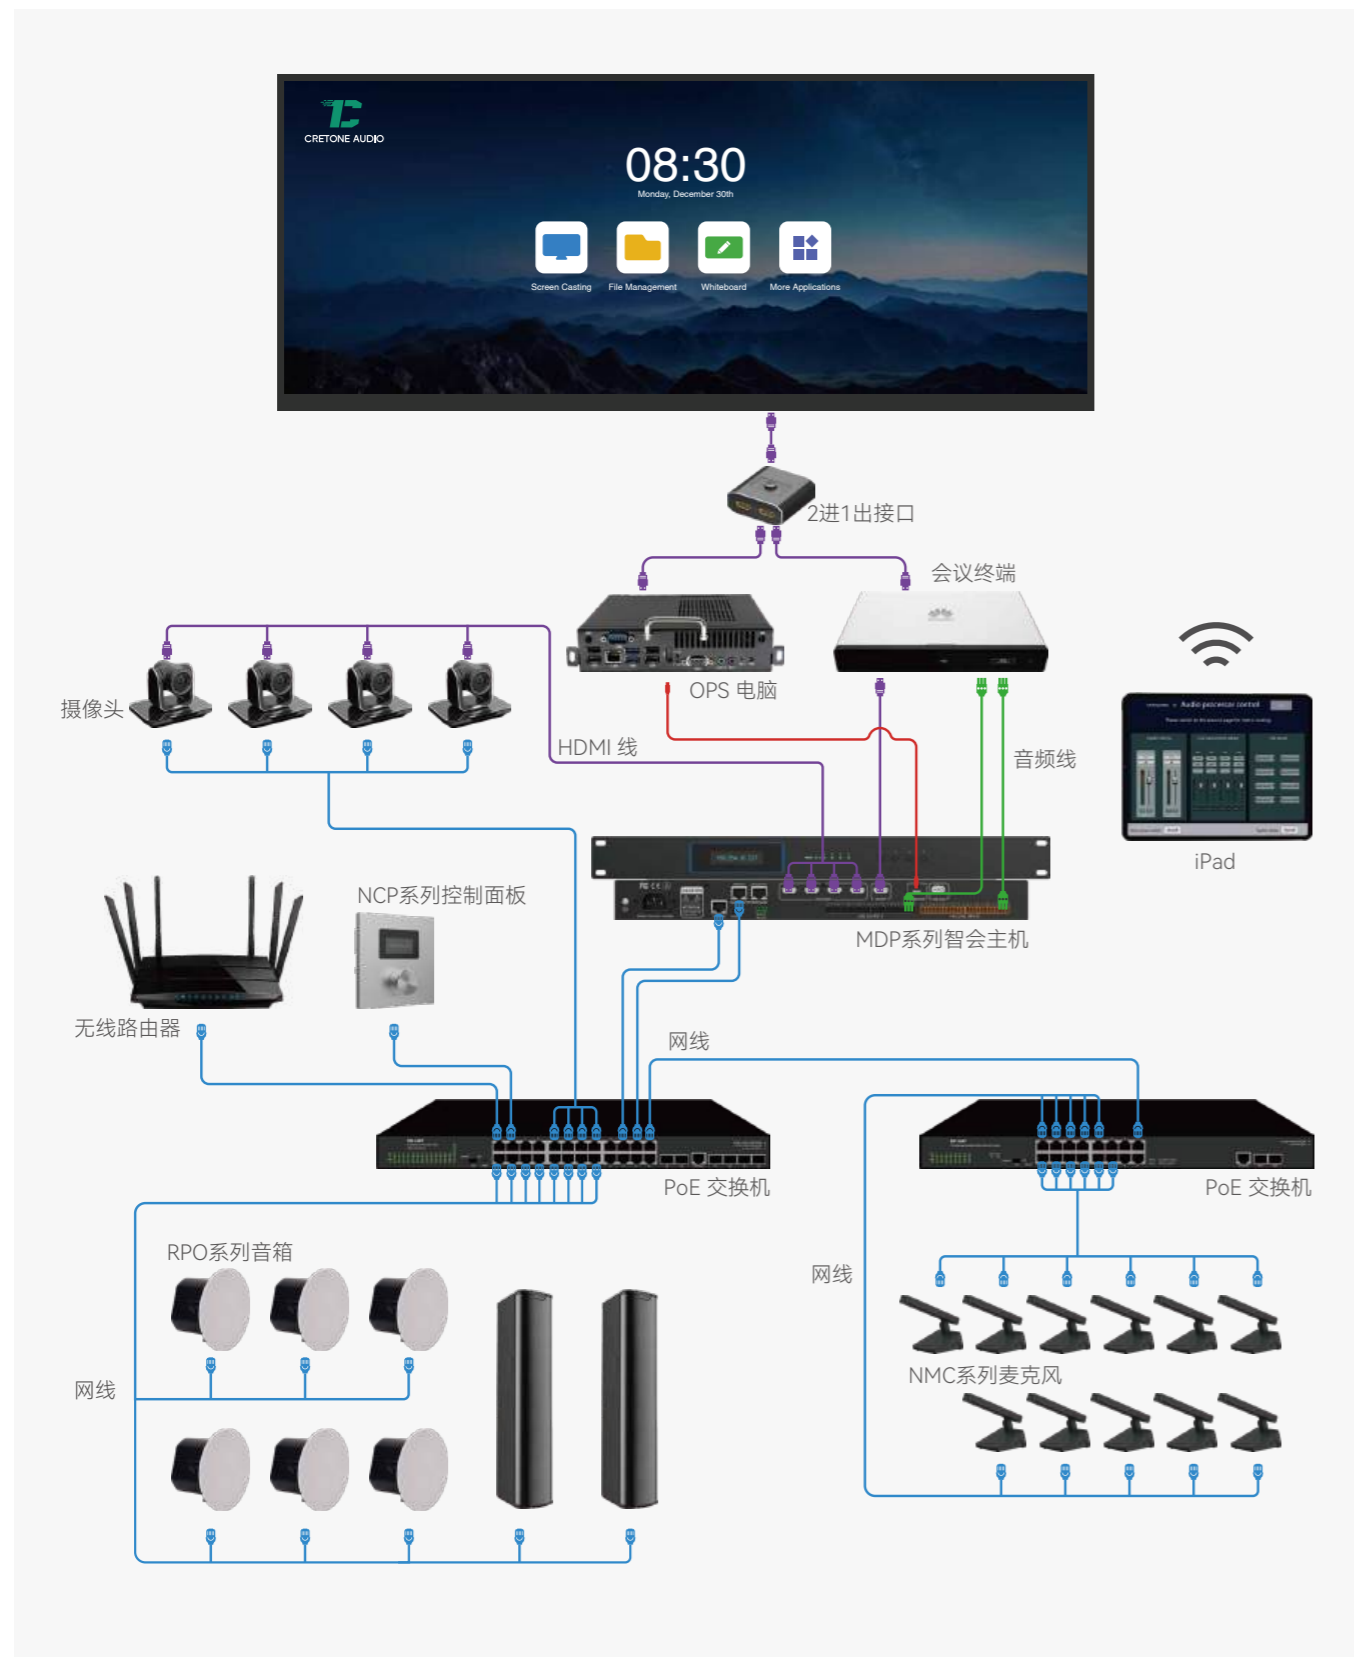 CRETONE AUDIO
08:30
Monday, December 30th
Screen Casting
File Management
Whiteboard
More Applications
2进1出接口
会议终端
OPS 电脑
摄像头
HDMI 线
音频线
Audio processor control
iPad
NCP系列控制面板
MDP系列智会主机
无线路由器
网线
PoE 交换机
PoE 交换机
RPO系列音箱
网线
NMC系列麦克风
网线